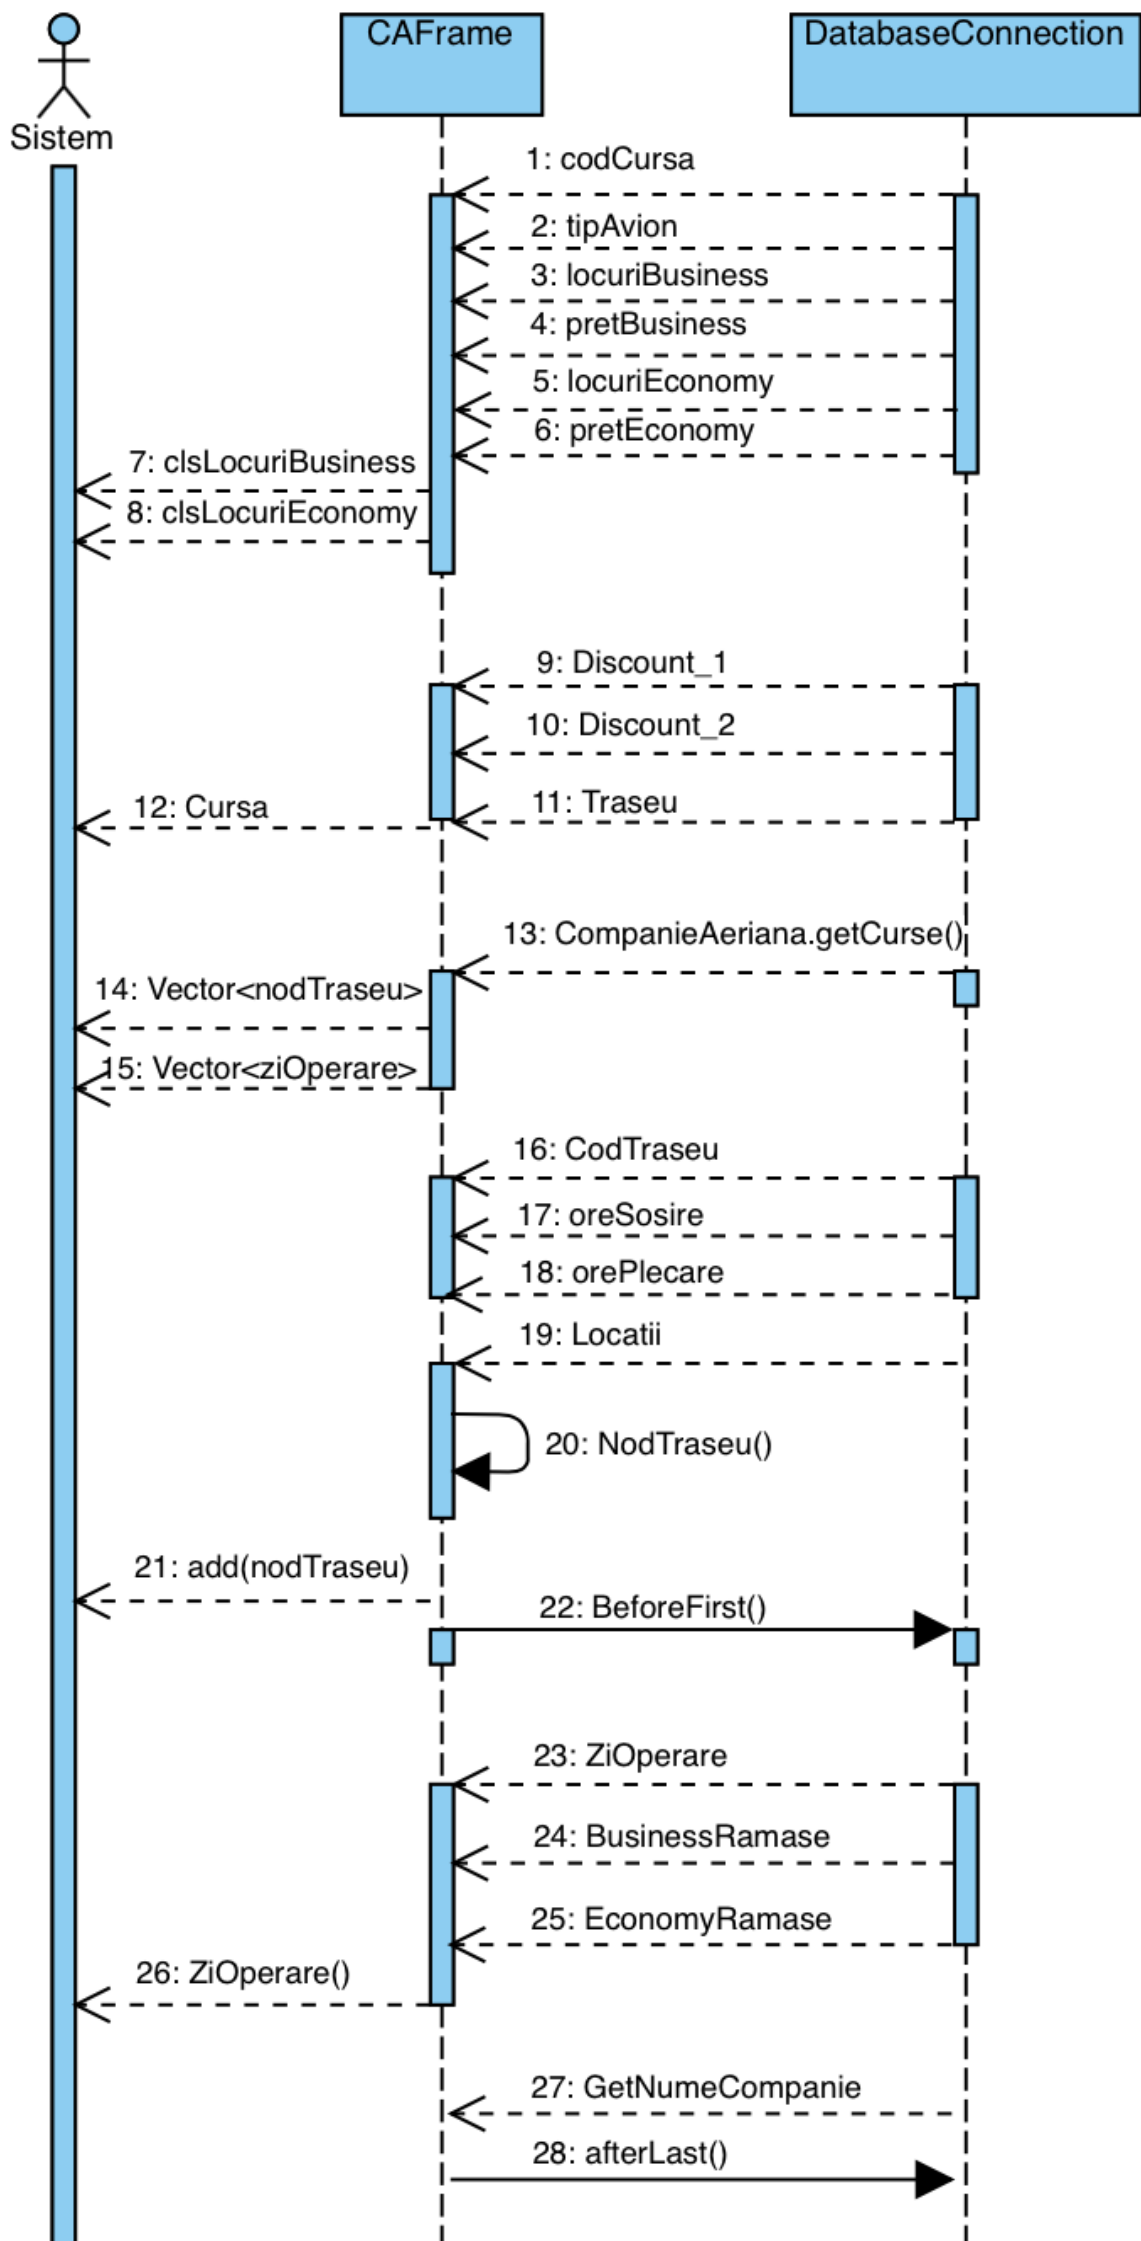 CAFrame
DatabaseConnection
Sistem
1: codCursa
2: tipAvion
3: locuriBusiness
4: pretBusiness
5: locuriEconomy
6: pretEconomy
7: clsLocuriBusiness
8: clsLocuriEconomy
9: Discount_1
10: Discount_2
11: Traseu
12: Cursa
13: CompanieAeriana.getCurse()
14: Vector<nodTraseu>
15: Vector<ziOperare>
16: CodTraseu
17: oreSosire
18: orePlecare
19: Locatii
20: NodTraseu()
21: add(nodTraseu)
22: BeforeFirst()
23: ZiOperare
24: BusinessRamase
25: EconomyRamase
26: ZiOperare()
27: GetNumeCompanie
28: afterLast()